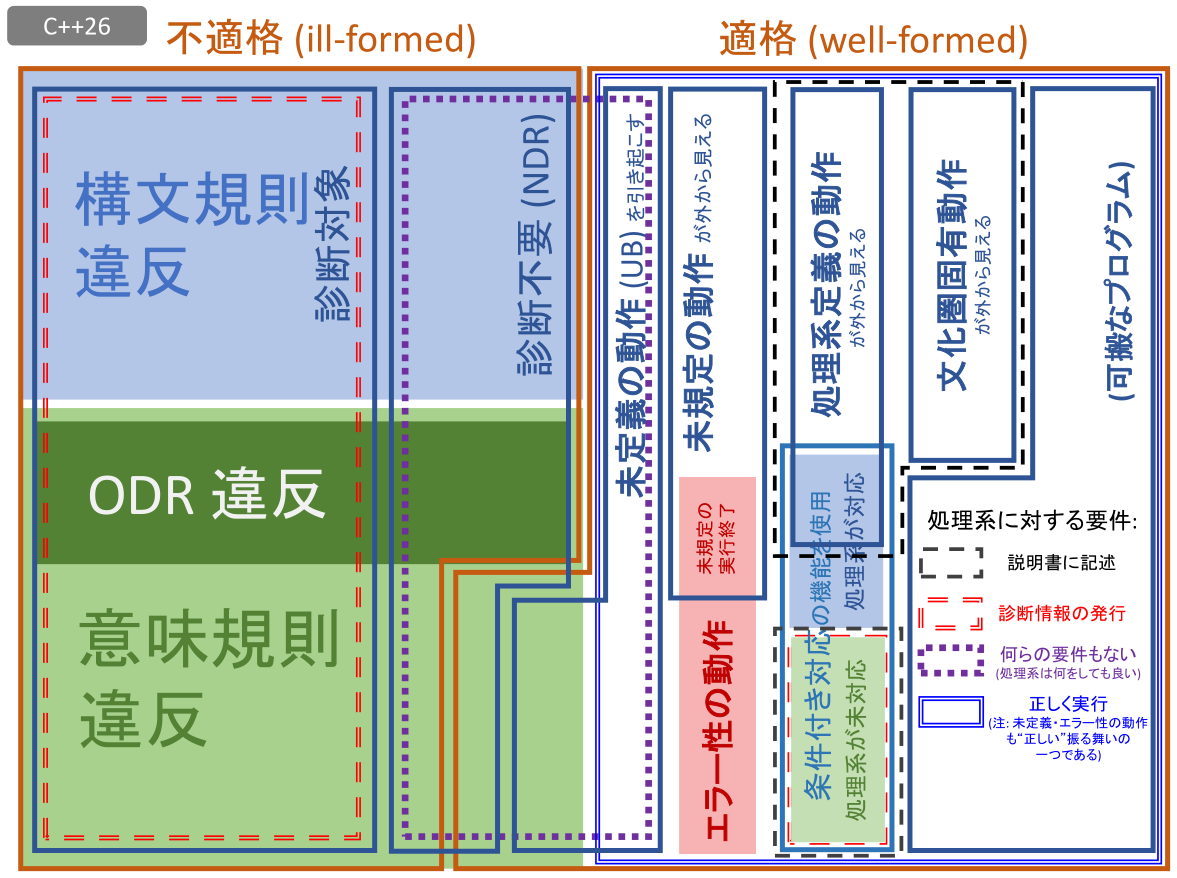 C++26
不適格 (ill-formed)
適格 (well-formed)
構文規則
違反
診断対象
ODR 違反
意味規則
違反
診断不要 (NDR)
未定義の動作 (UB) を引き起こす
未規定の動作 が外から見える
未規定の
実行終了
エラー性の動作
処理系定義の動作
が外から見える
条件付き対応の機能を使用
処理系が対応
処理系が未対応
文化圏固有動作
が外から見える
(可搬なプログラム)
処理系に対する要件:
説明書に記述
診断情報の発行
何らの要件もない
(処理系は何をしても良い)
正しく実行
(注: 未定義・エラー性の動作
も“正しい”振る舞いの
一つである)